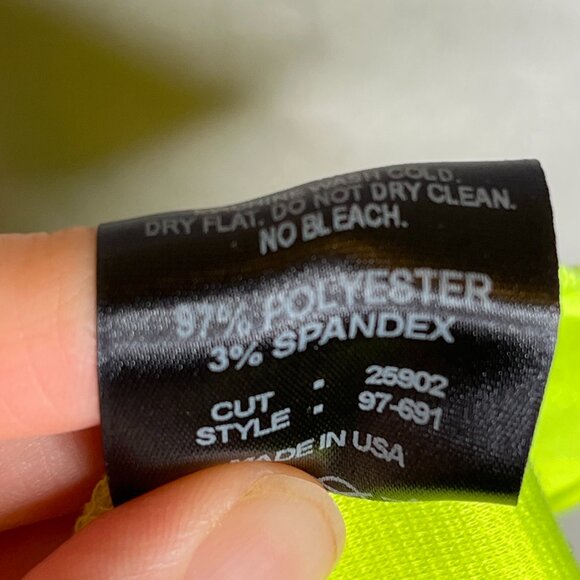 MACHINE WASH COLD.
DRY FLAT. DO NOT DRY CLEAN.
NO BLEACH.
97% POLYESTER
3% SPANDEX
CUT : 25902
STYLE : 97-691
MADE IN USA